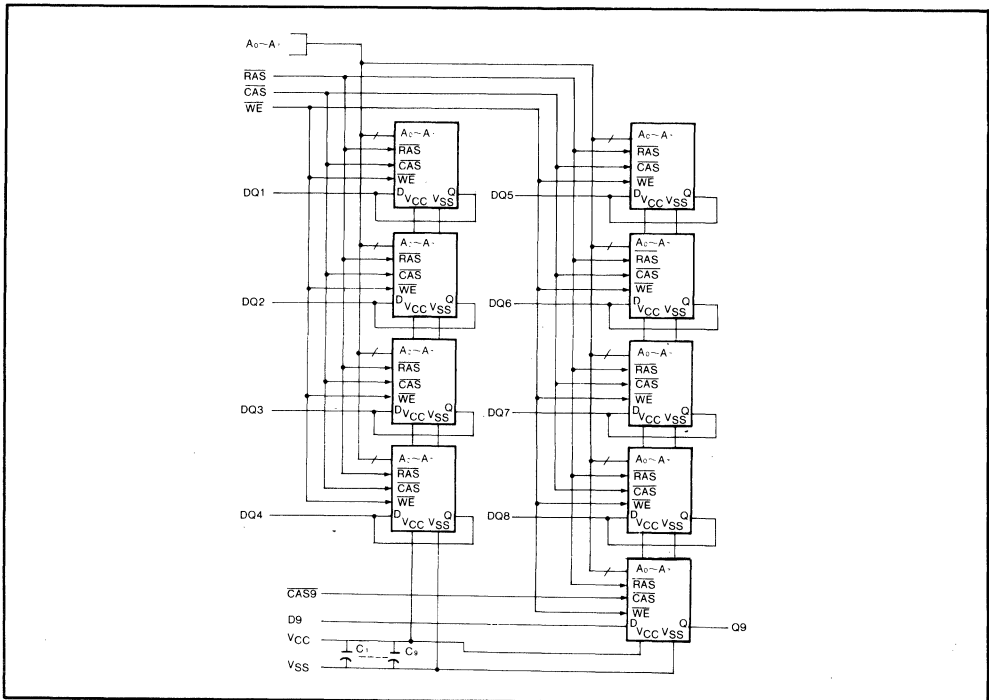 A0~A
RAS
CAS
WE
A0~A
RAS
CAS
WE
DQ1
D VCC VSS Q
A0~A
RAS
CAS
WE
DQ5
D VCC VSS Q
RAS
CAS
WE
DQ2
D VCC VSS Q
A0~A
RAS
CAS
WE
DQ6
D VCC VSS Q
RAS
CAS
WE
DQ3
D VCC VSS Q
A0~A
RAS
CAS
WE
DQ7
D VCC VSS Q
RAS
CAS
WE
DQ4
D VCC VSS Q
A0~A
RAS
CAS
WE
DQ8
D VCC VSS Q
A0~A
RAS
CAS
WE
D VCC VSS Q
Q9
CAS9
D9
VCC
C1 ---- C9
VSS